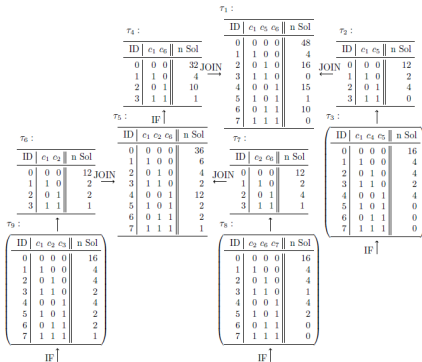 τ₁ :
ID | c₁ c₅ c₆ || n Sol
0 | 0 0 0 || 48
1 | 1 0 0 || 4
2 | 0 1 0 || 16
3 | 1 1 0 || 0
4 | 0 0 1 || 15
5 | 1 0 1 || 1
6 | 0 1 1 || 10
7 | 1 1 1 || 0
τ₄ :
ID | c₁ c₆ || n Sol
0 | 0 0 || 32
1 | 1 0 || 4
2 | 0 1 || 10
3 | 1 1 || 1
JOIN
→
JOIN
←
τ₂ :
ID | c₁ c₅ || n Sol
0 | 0 0 || 12
1 | 1 0 || 2
2 | 0 1 || 4
3 | 1 1 || 0
IF ↑
↑
τ₆ :
ID | c₁ c₂ || n Sol
0 | 0 0 || 12
1 | 1 0 || 2
2 | 0 1 || 2
3 | 1 1 || 1
JOIN
→
τ₅ :
ID | c₁ c₂ c₆ || n Sol
0 | 0 0 0 || 36
1 | 1 0 0 || 6
2 | 0 1 0 || 4
3 | 1 1 0 || 2
4 | 0 0 1 || 12
5 | 1 0 1 || 2
6 | 0 1 1 || 2
7 | 1 1 1 || 1
JOIN
←
τ₇ :
ID | c₂ c₆ || n Sol
0 | 0 0 || 12
1 | 1 0 || 2
2 | 0 1 || 4
3 | 1 1 || 1
τ₃ :
ID | c₁ c₄ c₅ || n Sol
0 | 0 0 0 || 16
1 | 1 0 0 || 4
2 | 0 1 0 || 4
3 | 1 1 0 || 2
4 | 0 0 1 || 4
5 | 1 0 1 || 0
6 | 0 1 1 || 0
7 | 1 1 1 || 0
IF ↑
↑
↑
τ₉ :
ID | c₁ c₂ c₃ || n Sol
0 | 0 0 0 || 16
1 | 1 0 0 || 4
2 | 0 1 0 || 4
3 | 1 1 0 || 2
4 | 0 0 1 || 4
5 | 1 0 1 || 2
6 | 0 1 1 || 2
7 | 1 1 1 || 1
IF ↑
τ₈ :
ID | c₂ c₆ c₇ || n Sol
0 | 0 0 0 || 16
1 | 1 0 0 || 4
2 | 0 1 0 || 4
3 | 1 1 0 || 1
4 | 0 0 1 || 4
5 | 1 0 1 || 2
6 | 0 1 1 || 0
7 | 1 1 1 || 0
IF ↑